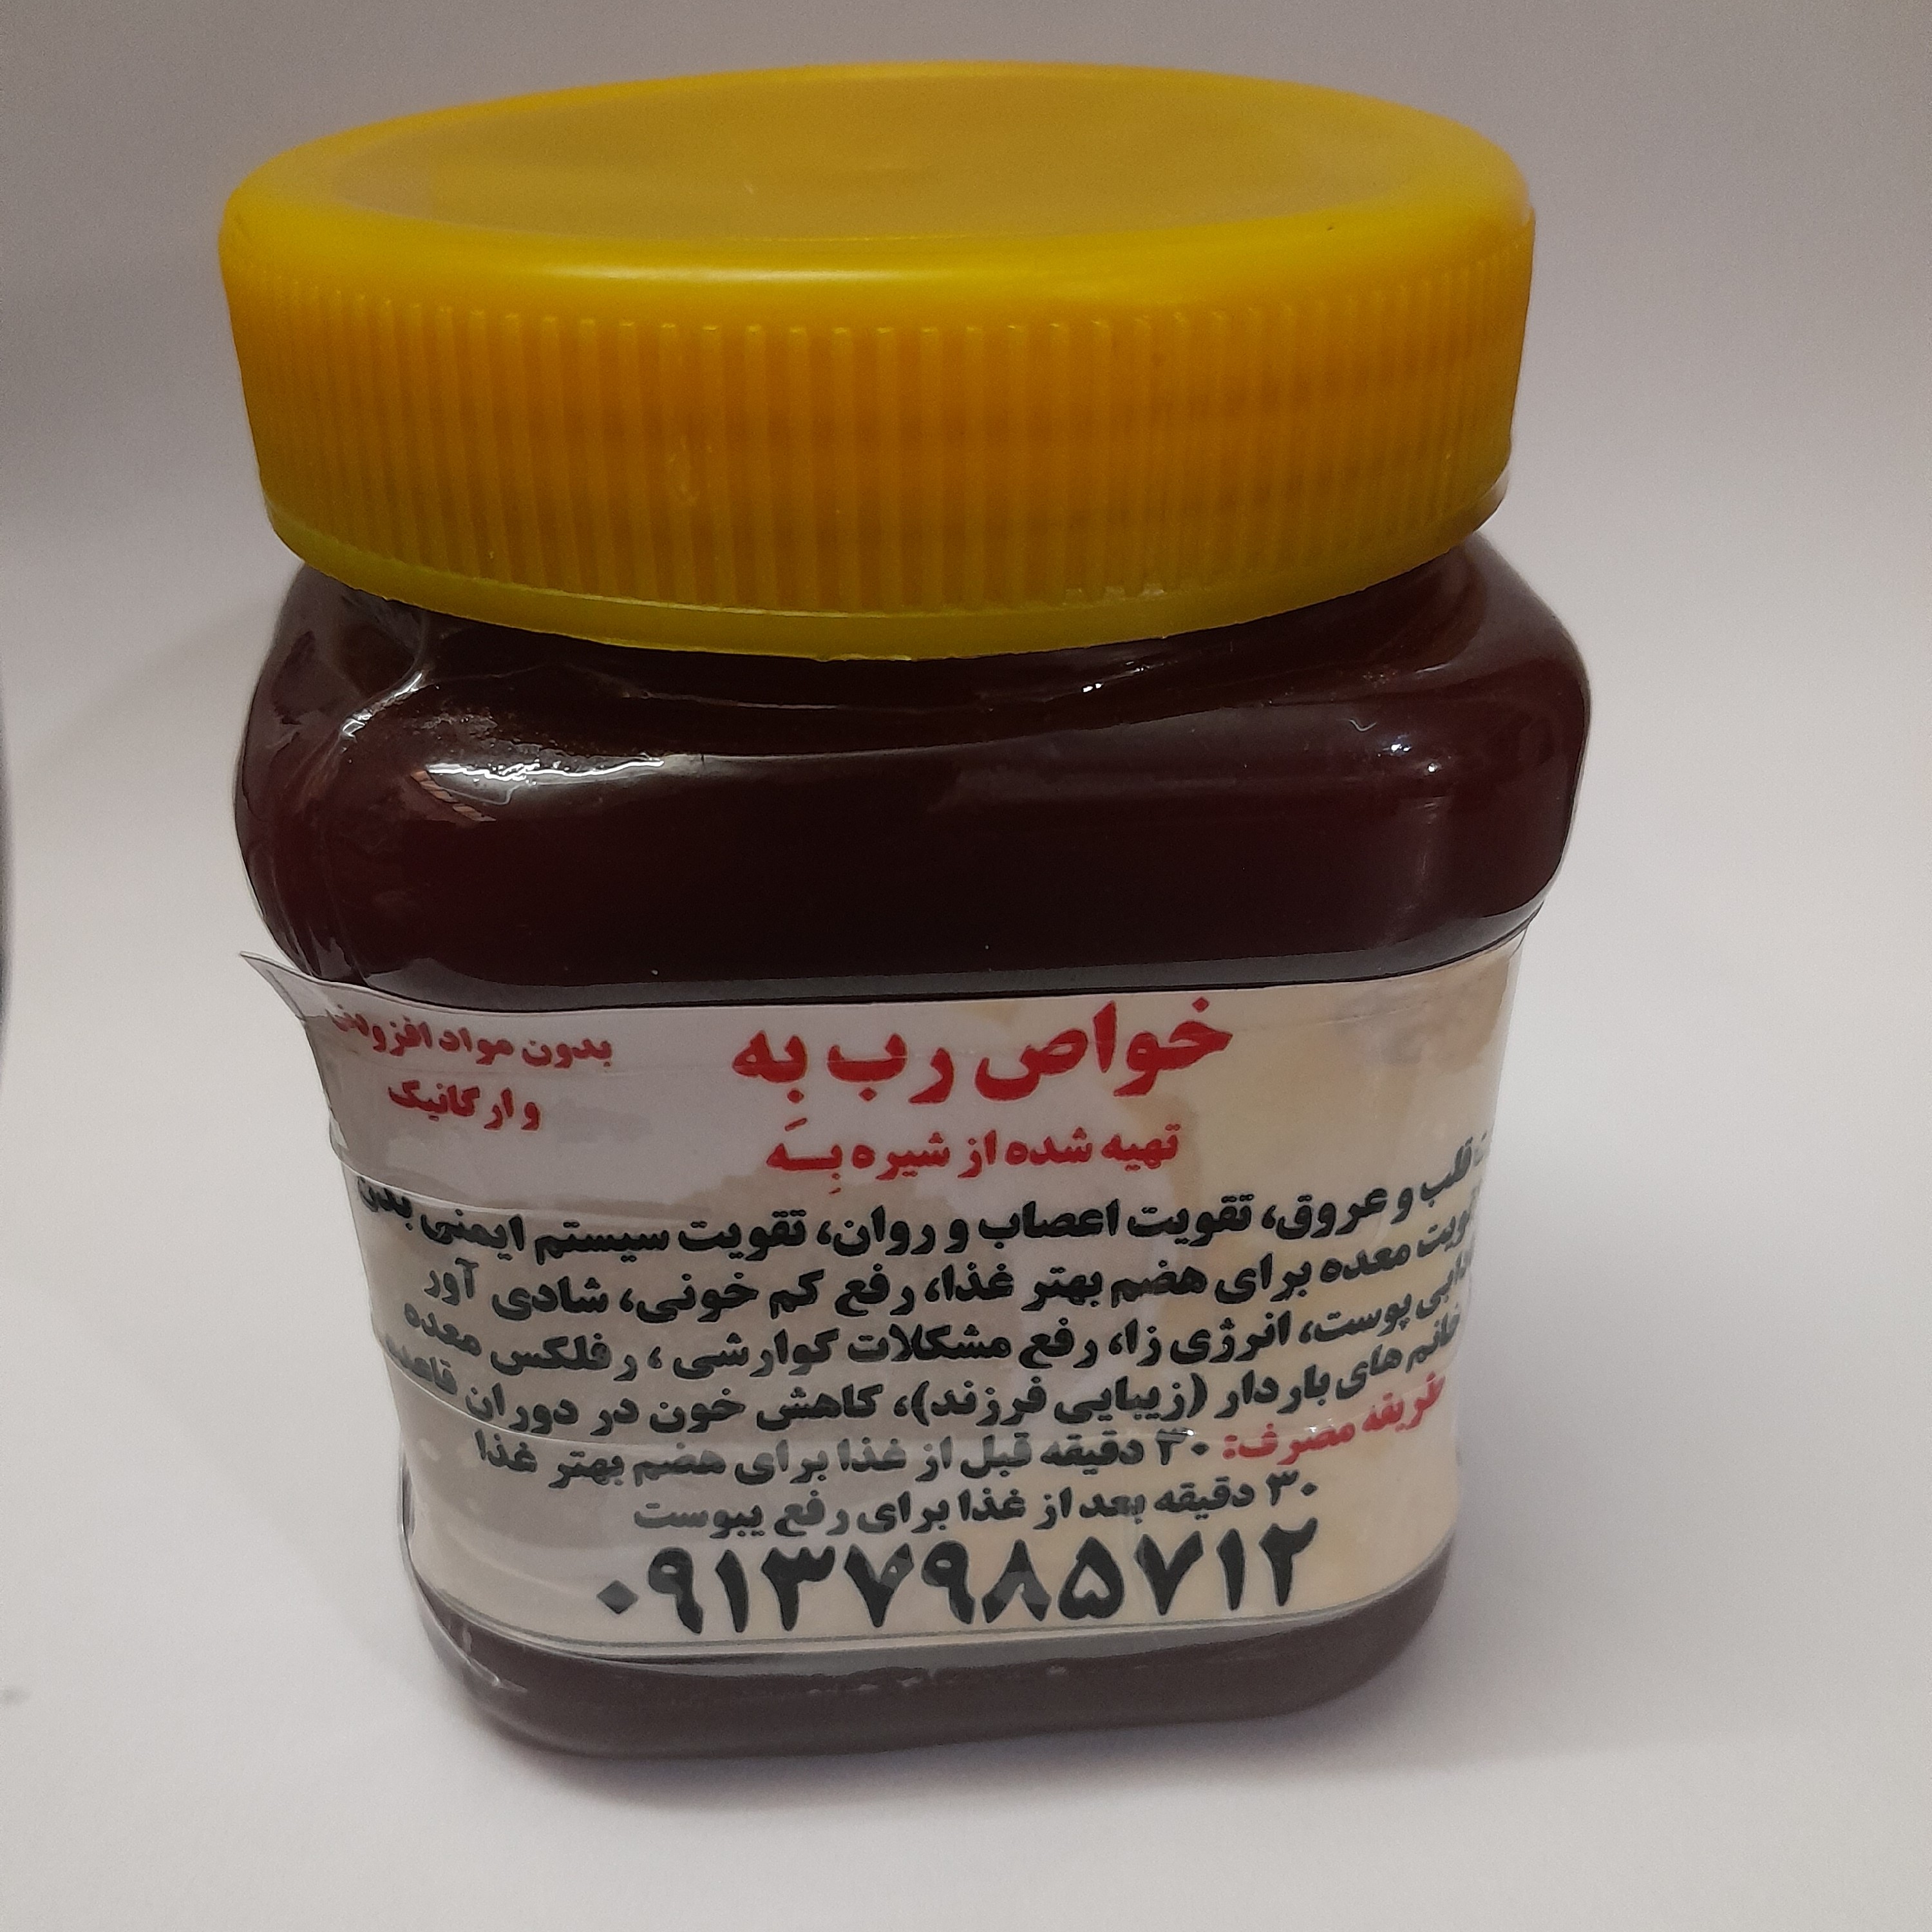 خواص رب بِه
بدون مواد افزودنی
و ارگانیک
تهیه شده از شیره بِـه
قلب و عروق، تقویت اعصاب و روان، تقویت سیستم ایمنی بدن
تقویت معده برای هضم بهتر غذا، رفع کم خونی، شادی آور
پوست، انرژی زا، رفع مشکلات گوارشی ، رفلکس معده
خانم های باردار (زیبایی فرزند)، کاهش خون در دوران قاعدگی
طریقه مصرف: ۳۰ دقیقه قبل از غذا برای هضم بهتر غذا
۳۰ دقیقه بعد از غذا برای رفع یبوست
۰۹۱۳۷۹۸۵۷۱۲